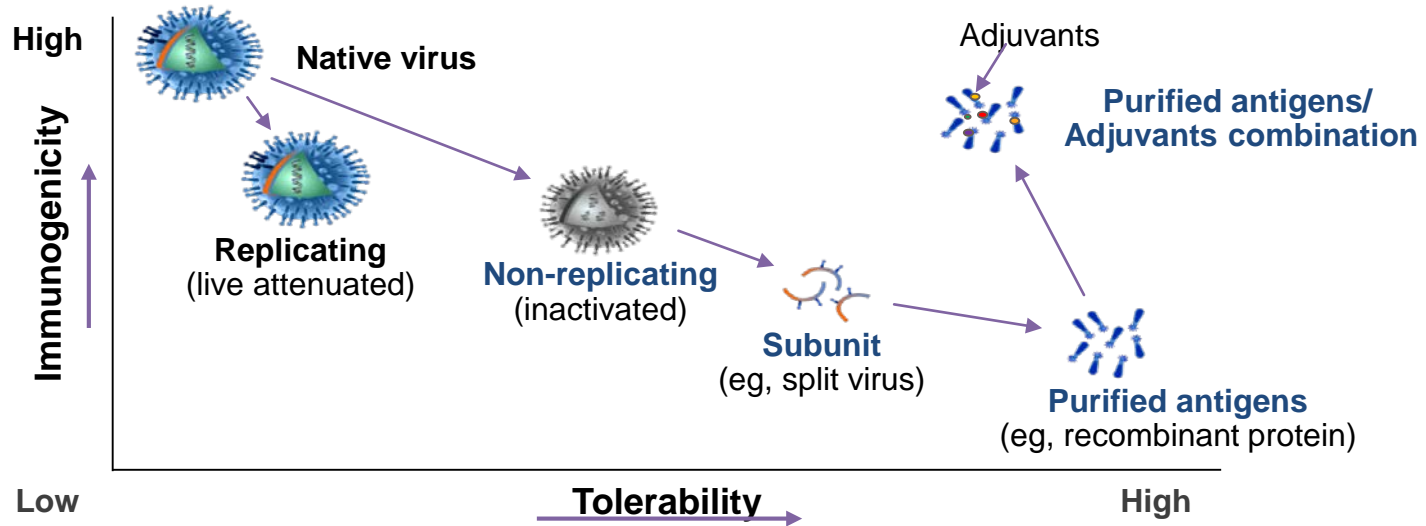 High
Native virus
Adjuvants
Purified antigens/
Adjuvants combination
Immunogenicity
Replicating
(live attenuated)
Non-replicating
(inactivated)
Subunit
(eg, split virus)
Purified antigens
(eg, recombinant protein)
Low
Tolerability
High